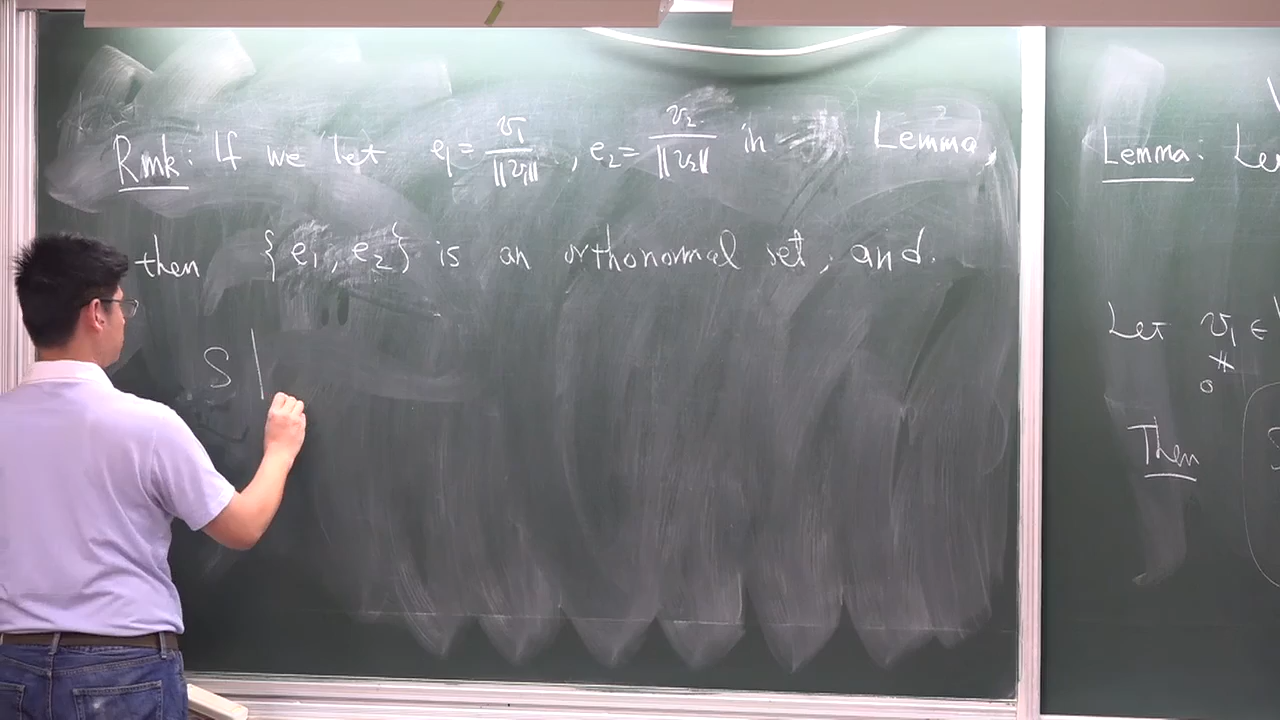 Rmk: If we let e₁ = v₁/||v₁||, e₂ = v₂/||v₂|| in Lemma,
then {e₁, e₂} is an orthonormal set, and.
S|
Lemma:
Let v₁ ∈
≠
0
Then